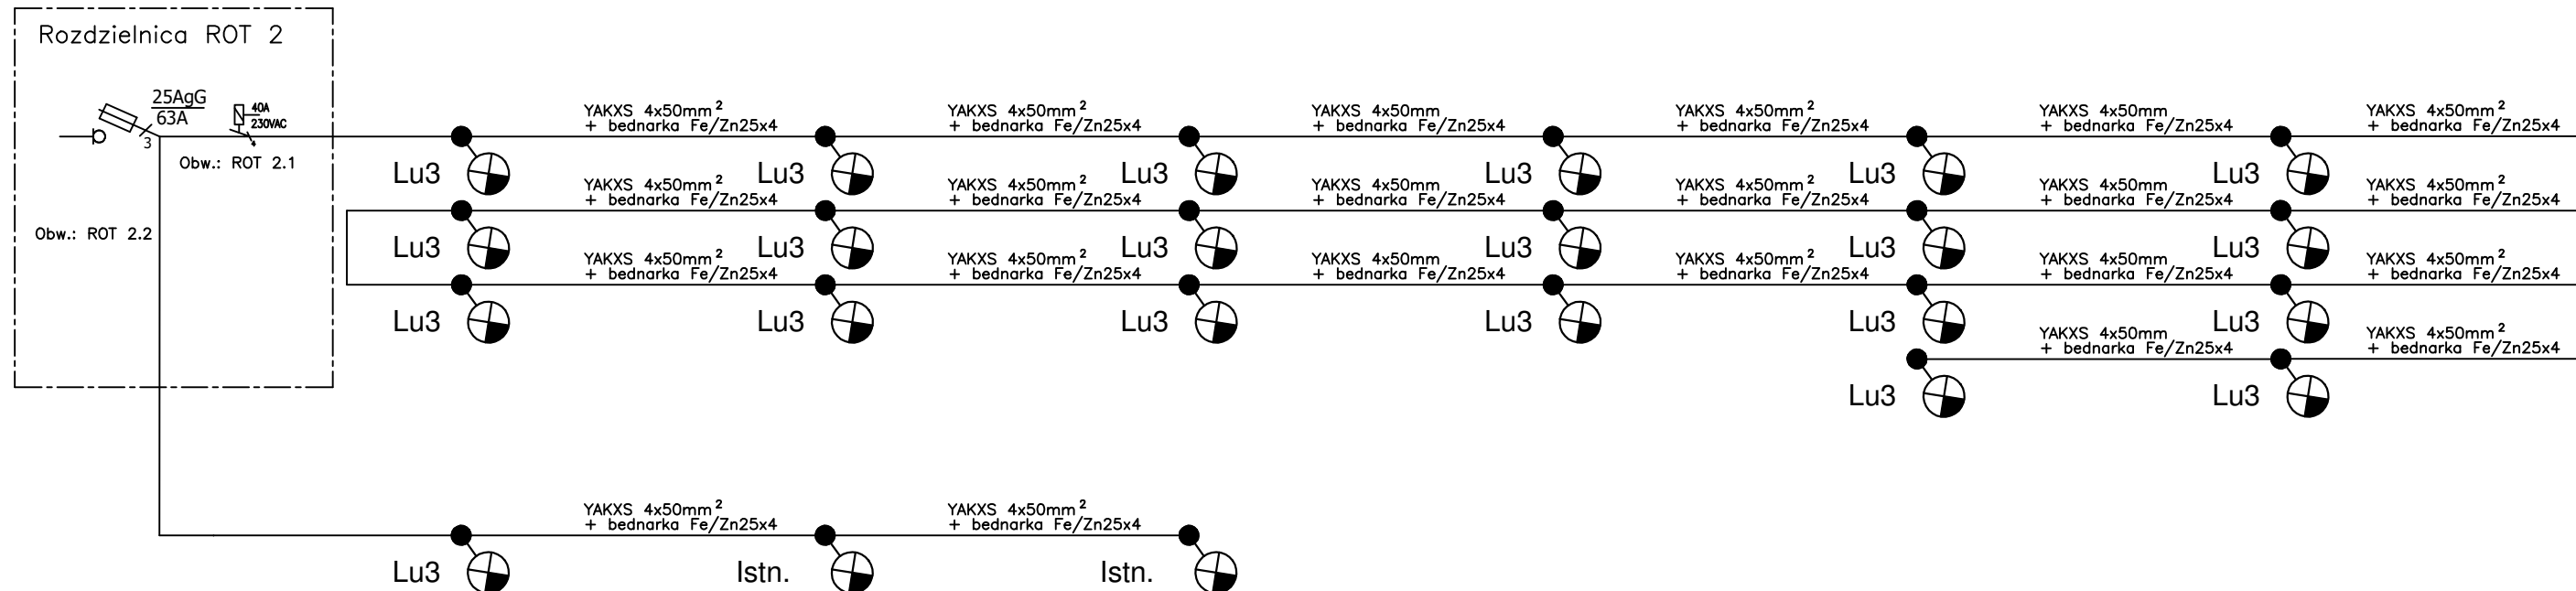 Rozdzielnica ROT 2
25AgG
63A
3
40A
230VAC
Obw.: ROT 2.1
Obw.: ROT 2.2
YAKXS 4x50mm² YAKXS 4x50mm² YAKXS 4x50mm YAKXS 4x50mm² YAKXS 4x50mm YAKXS 4x50mm²
+ bednarka Fe/Zn25x4 + bednarka Fe/Zn25x4 + bednarka Fe/Zn25x4 + bednarka Fe/Zn25x4 + bednarka Fe/Zn25x4 + bednarka Fe/Zn25x4
Lu3 Lu3 Lu3 Lu3 Lu3 Lu3
YAKXS 4x50mm² YAKXS 4x50mm² YAKXS 4x50mm YAKXS 4x50mm² YAKXS 4x50mm YAKXS 4x50mm²
+ bednarka Fe/Zn25x4 + bednarka Fe/Zn25x4 + bednarka Fe/Zn25x4 + bednarka Fe/Zn25x4 + bednarka Fe/Zn25x4 + bednarka Fe/Zn25x4
Lu3 Lu3 Lu3 Lu3 Lu3 Lu3
YAKXS 4x50mm² YAKXS 4x50mm² YAKXS 4x50mm YAKXS 4x50mm² YAKXS 4x50mm YAKXS 4x50mm²
+ bednarka Fe/Zn25x4 + bednarka Fe/Zn25x4 + bednarka Fe/Zn25x4 + bednarka Fe/Zn25x4 + bednarka Fe/Zn25x4 + bednarka Fe/Zn25x4
Lu3 Lu3 Lu3 Lu3 Lu3 Lu3
YAKXS 4x50mm YAKXS 4x50mm²
+ bednarka Fe/Zn25x4 + bednarka Fe/Zn25x4
Lu3 Lu3
YAKXS 4x50mm² YAKXS 4x50mm²
+ bednarka Fe/Zn25x4 + bednarka Fe/Zn25x4
Lu3 Istn. Istn.